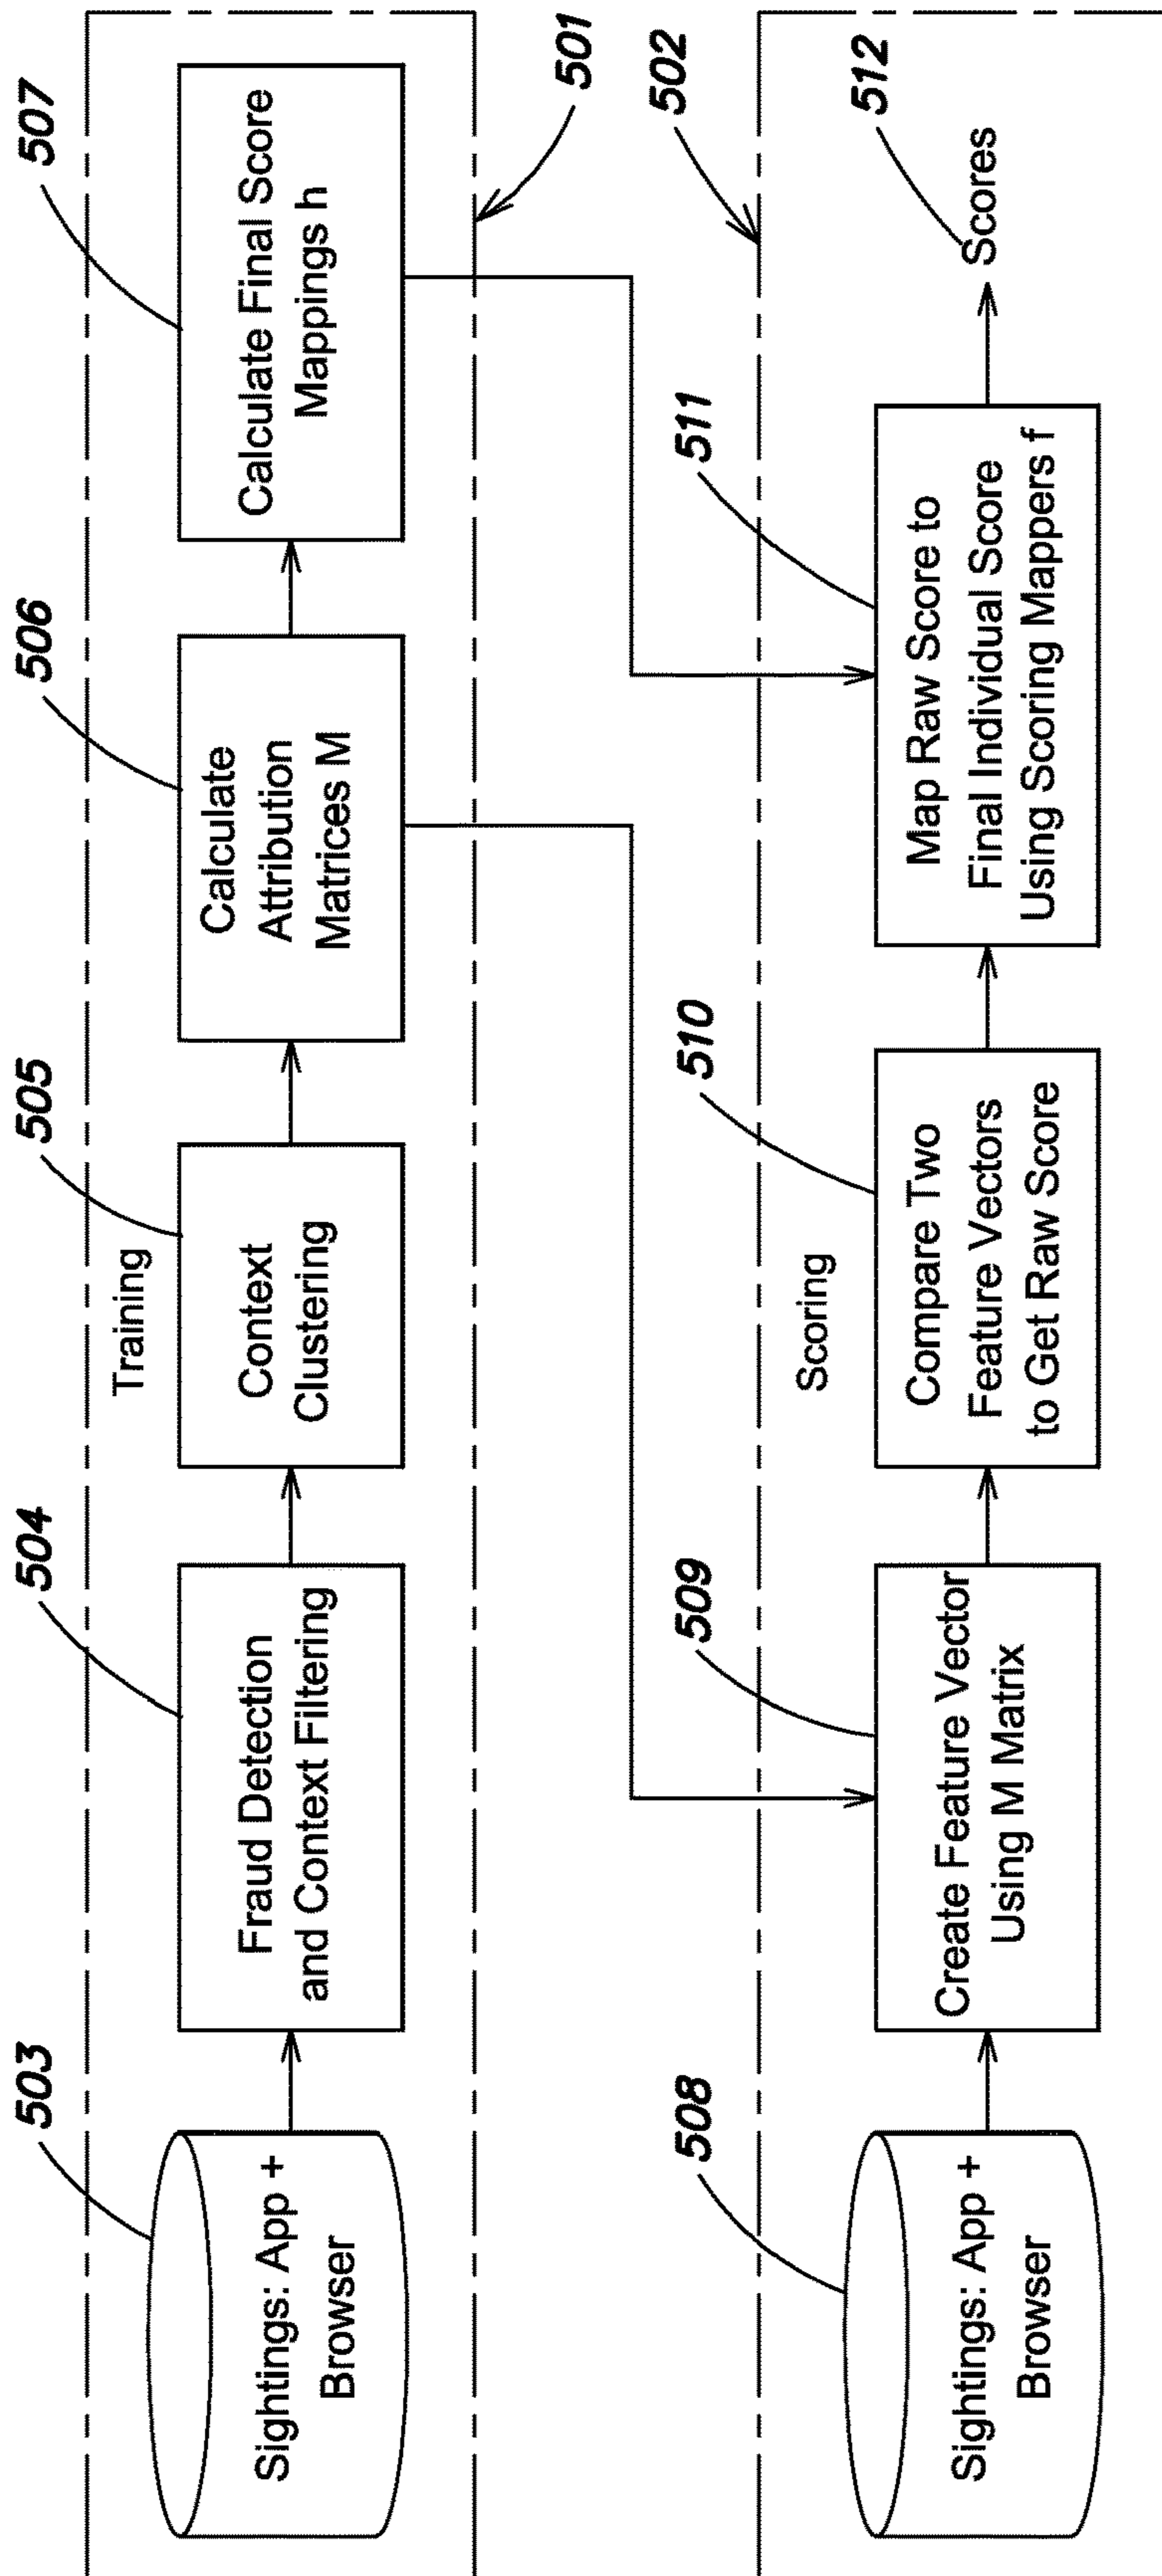 503
504
505
506
507
Training
Sightings: App +
Browser
Fraud Detection
and Context Filtering
Context
Clustering
Calculate
Attribution
Matrices M
Calculate Final Score
Mappings h
501
502
508
509
510
511
512
Scoring
Sightings: App +
Browser
Create Feature Vector
Using M Matrix
Compare Two
Feature Vectors
to Get Raw Score
Map Raw Score to
Final Individual Score
Using Scoring Mappers f
Scores